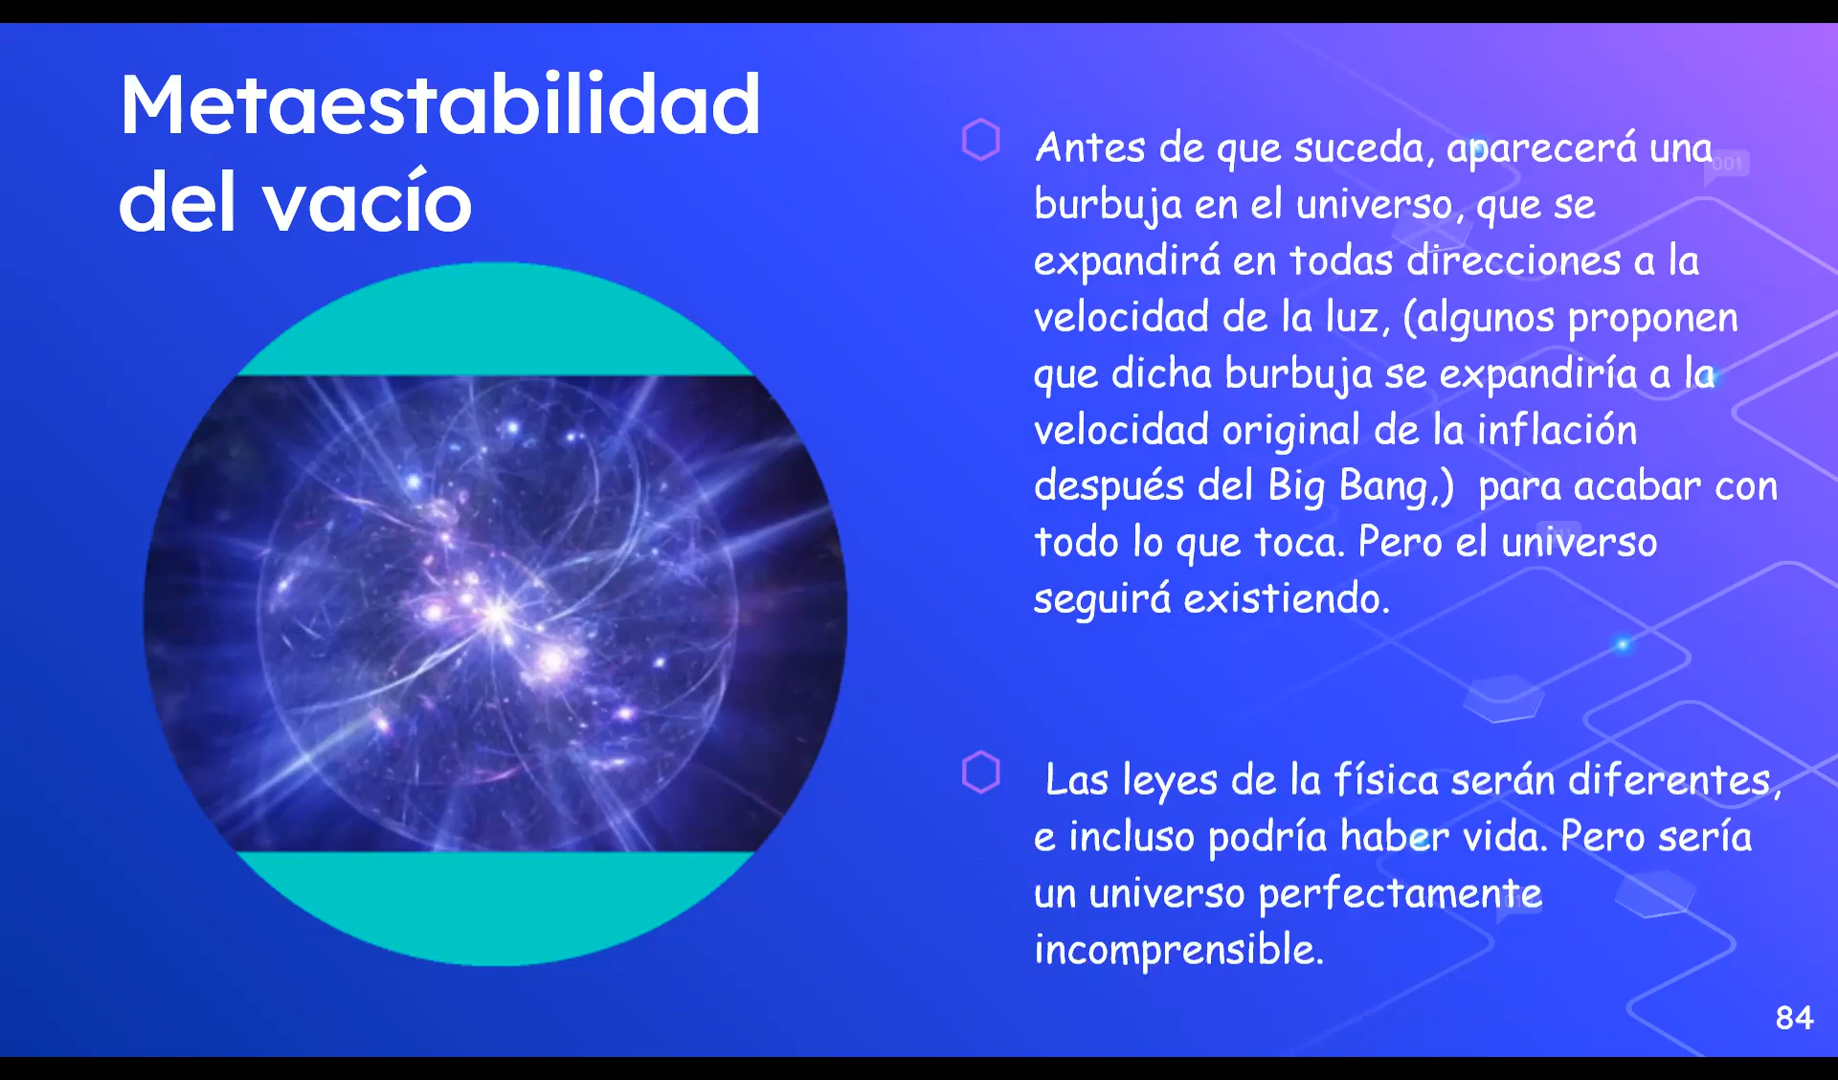 Metaestabilidad
del vacío
Antes de que suceda, aparecerá una
burbuja en el universo, que se
expandirá en todas direcciones a la
velocidad de la luz, (algunos proponen
que dicha burbuja se expandiría a la
velocidad original de la inflación
después del Big Bang,) para acabar con
todo lo que toca. Pero el universo
seguirá existiendo.
Las leyes de la física serán diferentes,
e incluso podría haber vida. Pero sería
un universo perfectamente
incomprensible.
001
84